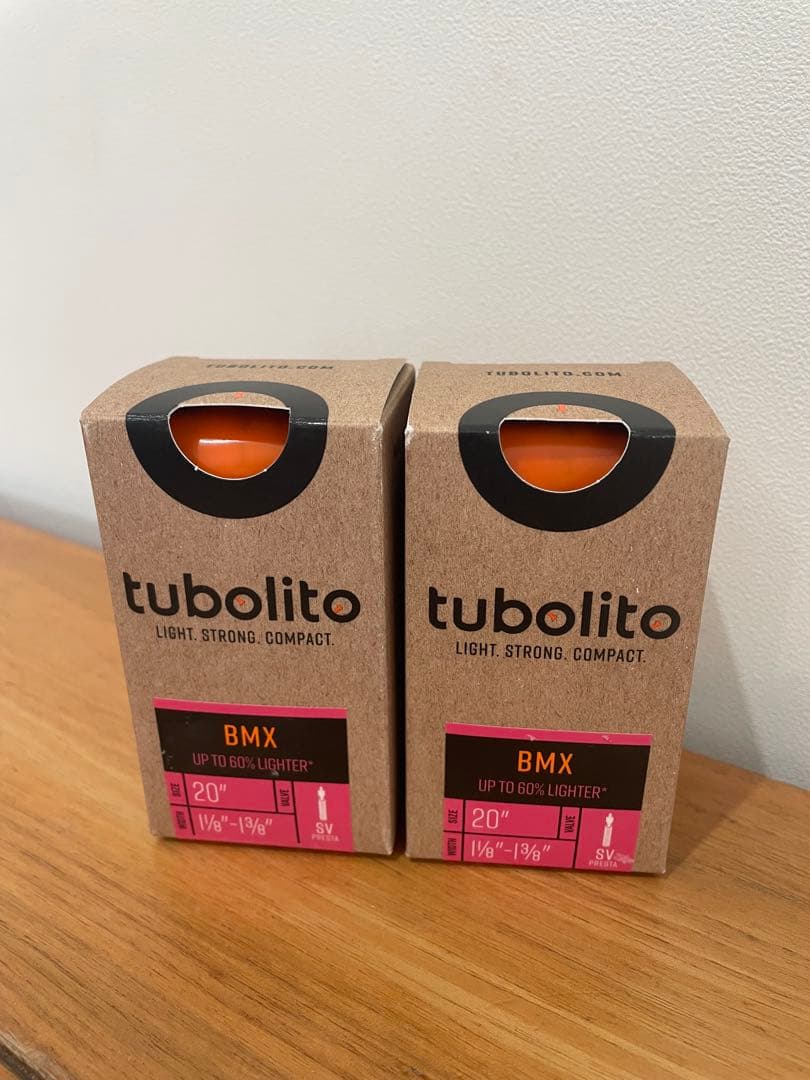 TUBOLITO.COM
tubolito
LIGHT. STRONG. COMPACT.
BMX
UP TO 60% LIGHTER*
SIZE
20"
VALVE
WIDTH
1⅛"-1⅜"
SV
PRESTA
TUBOLITO.COM
tubolito
LIGHT. STRONG. COMPACT.
BMX
UP TO 60% LIGHTER*
SIZE
20"
VALVE
WIDTH
1⅛"-1⅜"
SV
PRESTA